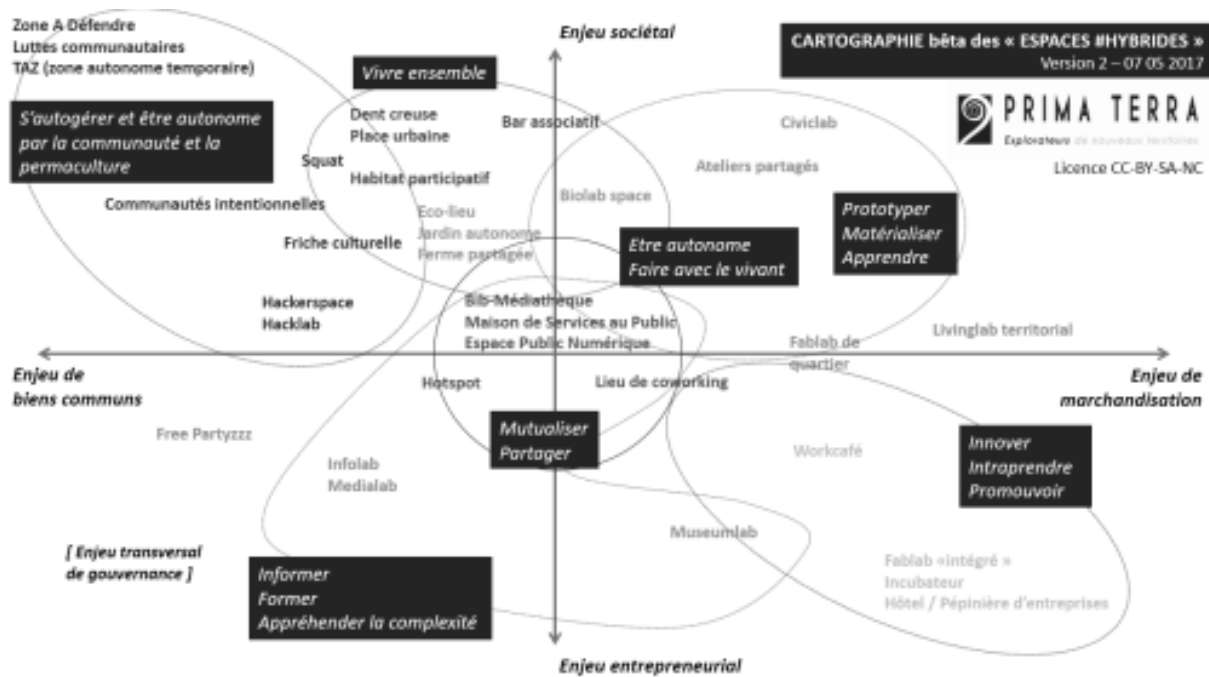 Zone A Défendre
Luttes communautaires
TAZ (zone autonome temporaire)
Enjeu sociétal
CARTOGRAPHIE bêta des « ESPACES #HYBRIDES »
Version 2 – 07 05 2017
PRIMA TERRA
Explorateurs de nouveaux territoires
Licence CC-BY-SA-NC
Vivre ensemble
S'autogérer et être autonome
par la communauté et la
permaculture
Dent creuse
Place urbaine
Bar associatif
Civiclab
Squat
Habitat participatif
Ateliers partagés
Biolab space
Communautés intentionnelles
Eco-lieu
Jardin autonome
Ferme partagée
Friche culturelle
Prototyper
Matérialiser
Apprendre
Etre autonome
Faire avec le vivant
Hackerspace
Hacklab
Bib-Médiathèque
Maison de Services au Public
Espace Public Numérique
Livinglab territorial
Fablab de
quartier
Enjeu de
biens communs
Hotspot
Lieu de coworking
Enjeu de
marchandisation
Free Partyzzz
Mutualiser
Partager
Infolab
Medialab
Workcafé
Innover
Intraprendre
Promouvoir
Museumlab
[ Enjeu transversal
de gouvernance ]
Informer
Former
Appréhender la complexité
Fablab «intégré »
Incubateur
Hôtel / Pépinière d'entreprises
Enjeu entrepreneurial